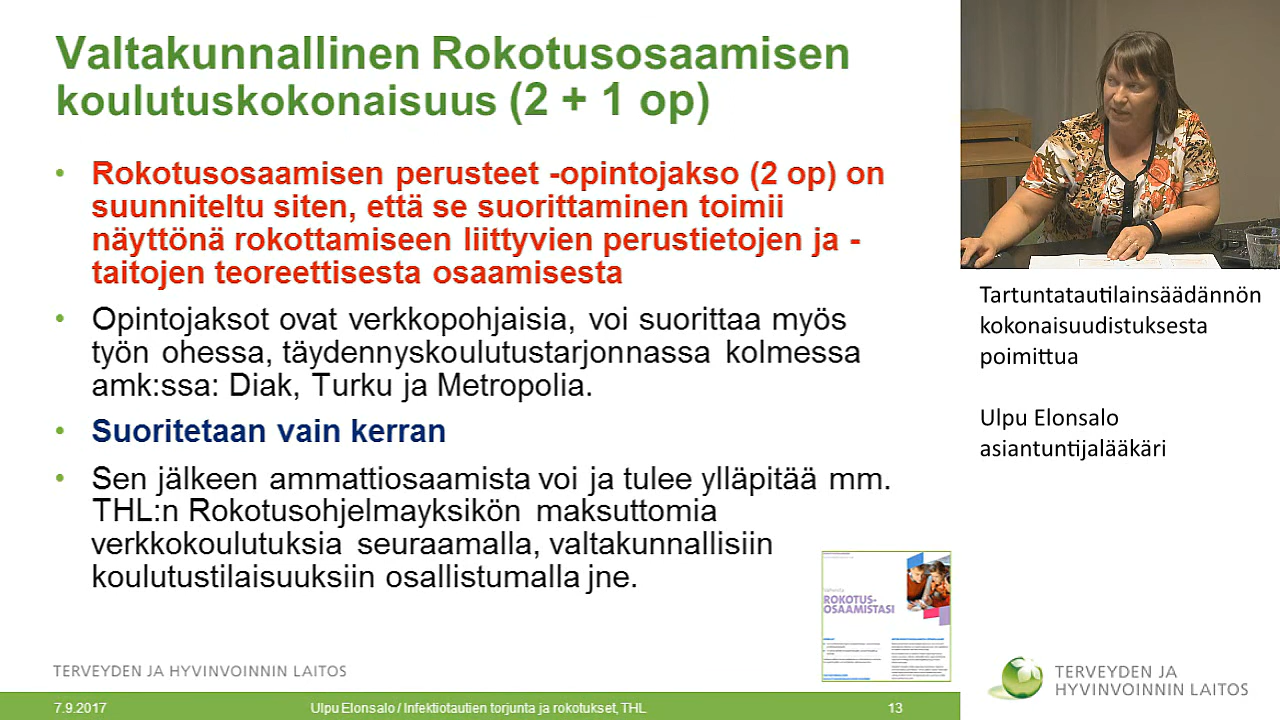 Valtakunnallinen Rokotusosaamisen
koulutuskokonaisuus (2 + 1 op)
• Rokotusosaamisen perusteet -opintojakso (2 op) on
suunniteltu siten, että se suorittaminen toimii
näyttönä rokottamiseen liittyvien perustietojen ja -
taitojen teoreettisesta osaamisesta
• Opintojaksot ovat verkkopohjaisia, voi suorittaa myös
työn ohessa, täydennyskoulutustarjonnassa kolmessa
amk:ssa: Diak, Turku ja Metropolia.
• Suoritetaan vain kerran
• Sen jälkeen ammattiosaamista voi ja tulee ylläpitää mm.
THL:n Rokotusohjelmayksikön maksuttomia
verkkokoulutuksia seuraamalla, valtakunnallisiin
koulutustilaisuuksiin osallistumalla jne.
ROKOTUS-
OSAAMISTASI
TERVEYDEN JA HYVINVOINNIN LAITOS
7.9.2017 Ulpu Elonsalo / Infektiotautien torjunta ja rokotukset, THL 13
Tartuntatautilainsäädännön
kokonaisuudistuksesta
poimittua
Ulpu Elonsalo
asiantuntijalääkäri
TERVEYDEN JA
HYVINVOINNIN LAITOS